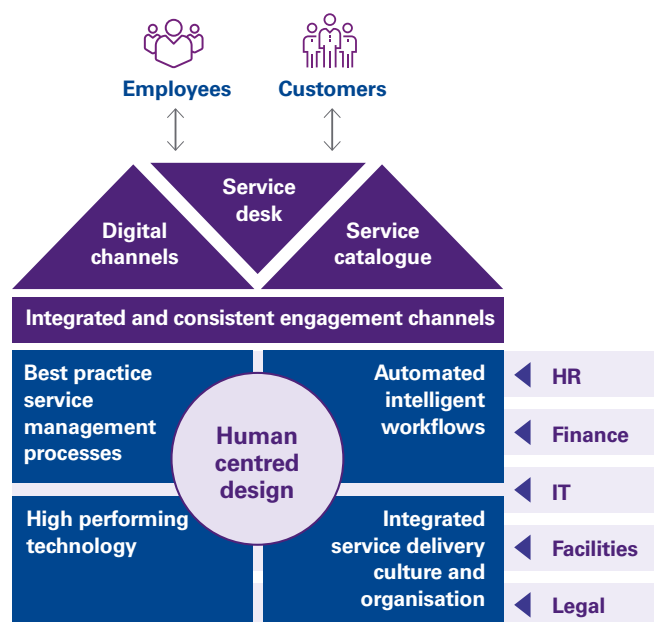 Employees
Customers
Service
desk
Digital
channels
Service
catalogue
Integrated and consistent engagement channels
Best practice
service
management
processes
Automated
intelligent
workflows
Human
centred
design
High performing
technology
Integrated
service delivery
culture and
organisation
HR
Finance
IT
Facilities
Legal